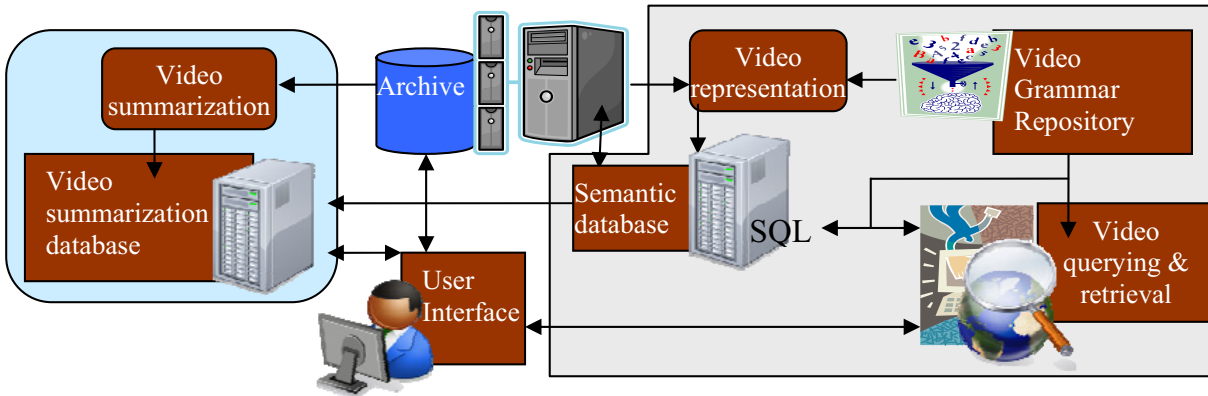 Video
summarization
Archive
Video
representation
Video
Grammar
Repository
Video
summarization
database
Semantic
database
SQL
User
Interface
Video
querying &
retrieval